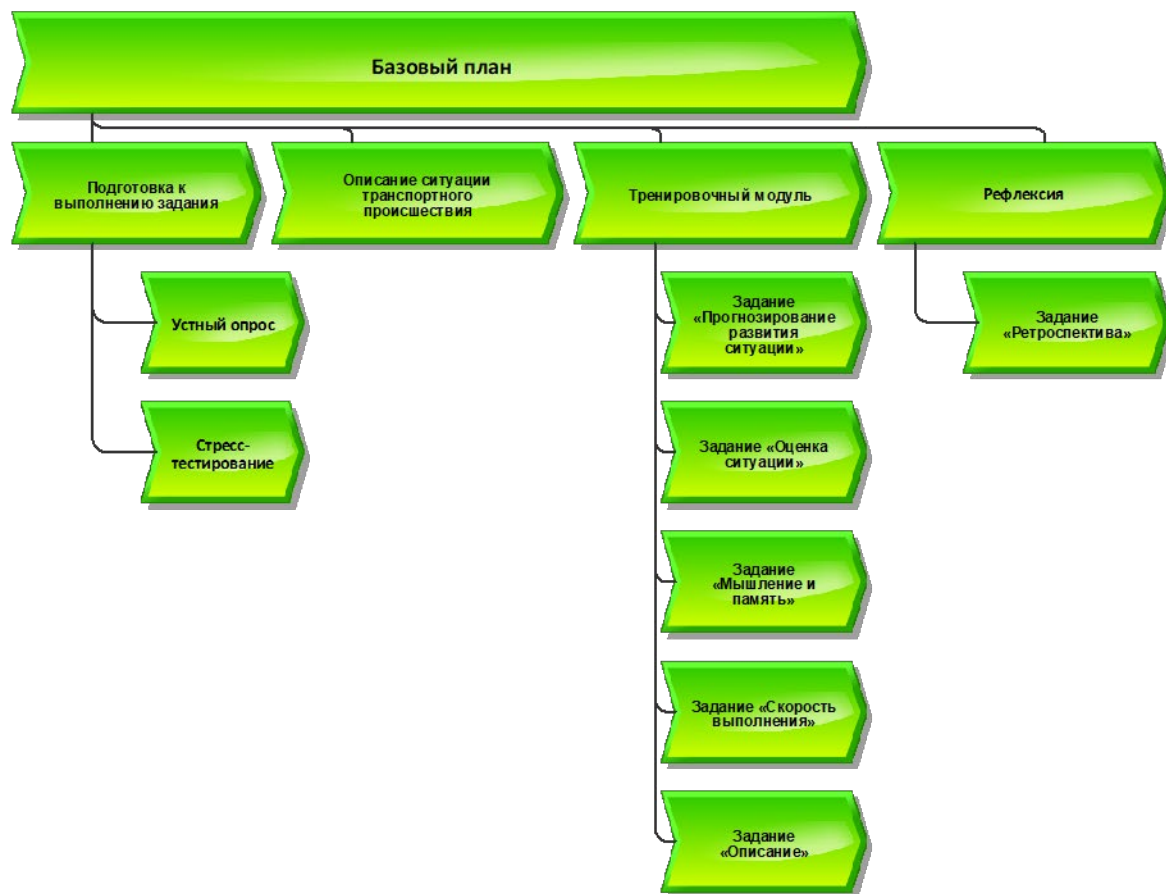 Базовый план
Подготовка к
выполнению задания
Описание ситуации
транспортного
происшествия
Тренировочный модуль
Рефлексия
Устный опрос
Стресс-
тестирование
Задание
«Прогнозирование
развития
ситуации»
Задание «Оценка
ситуации»
Задание
«Мышление и
память»
Задание «Скорость
выполнения»
Задание
«Описание»
Задание
«Ретроспектива»